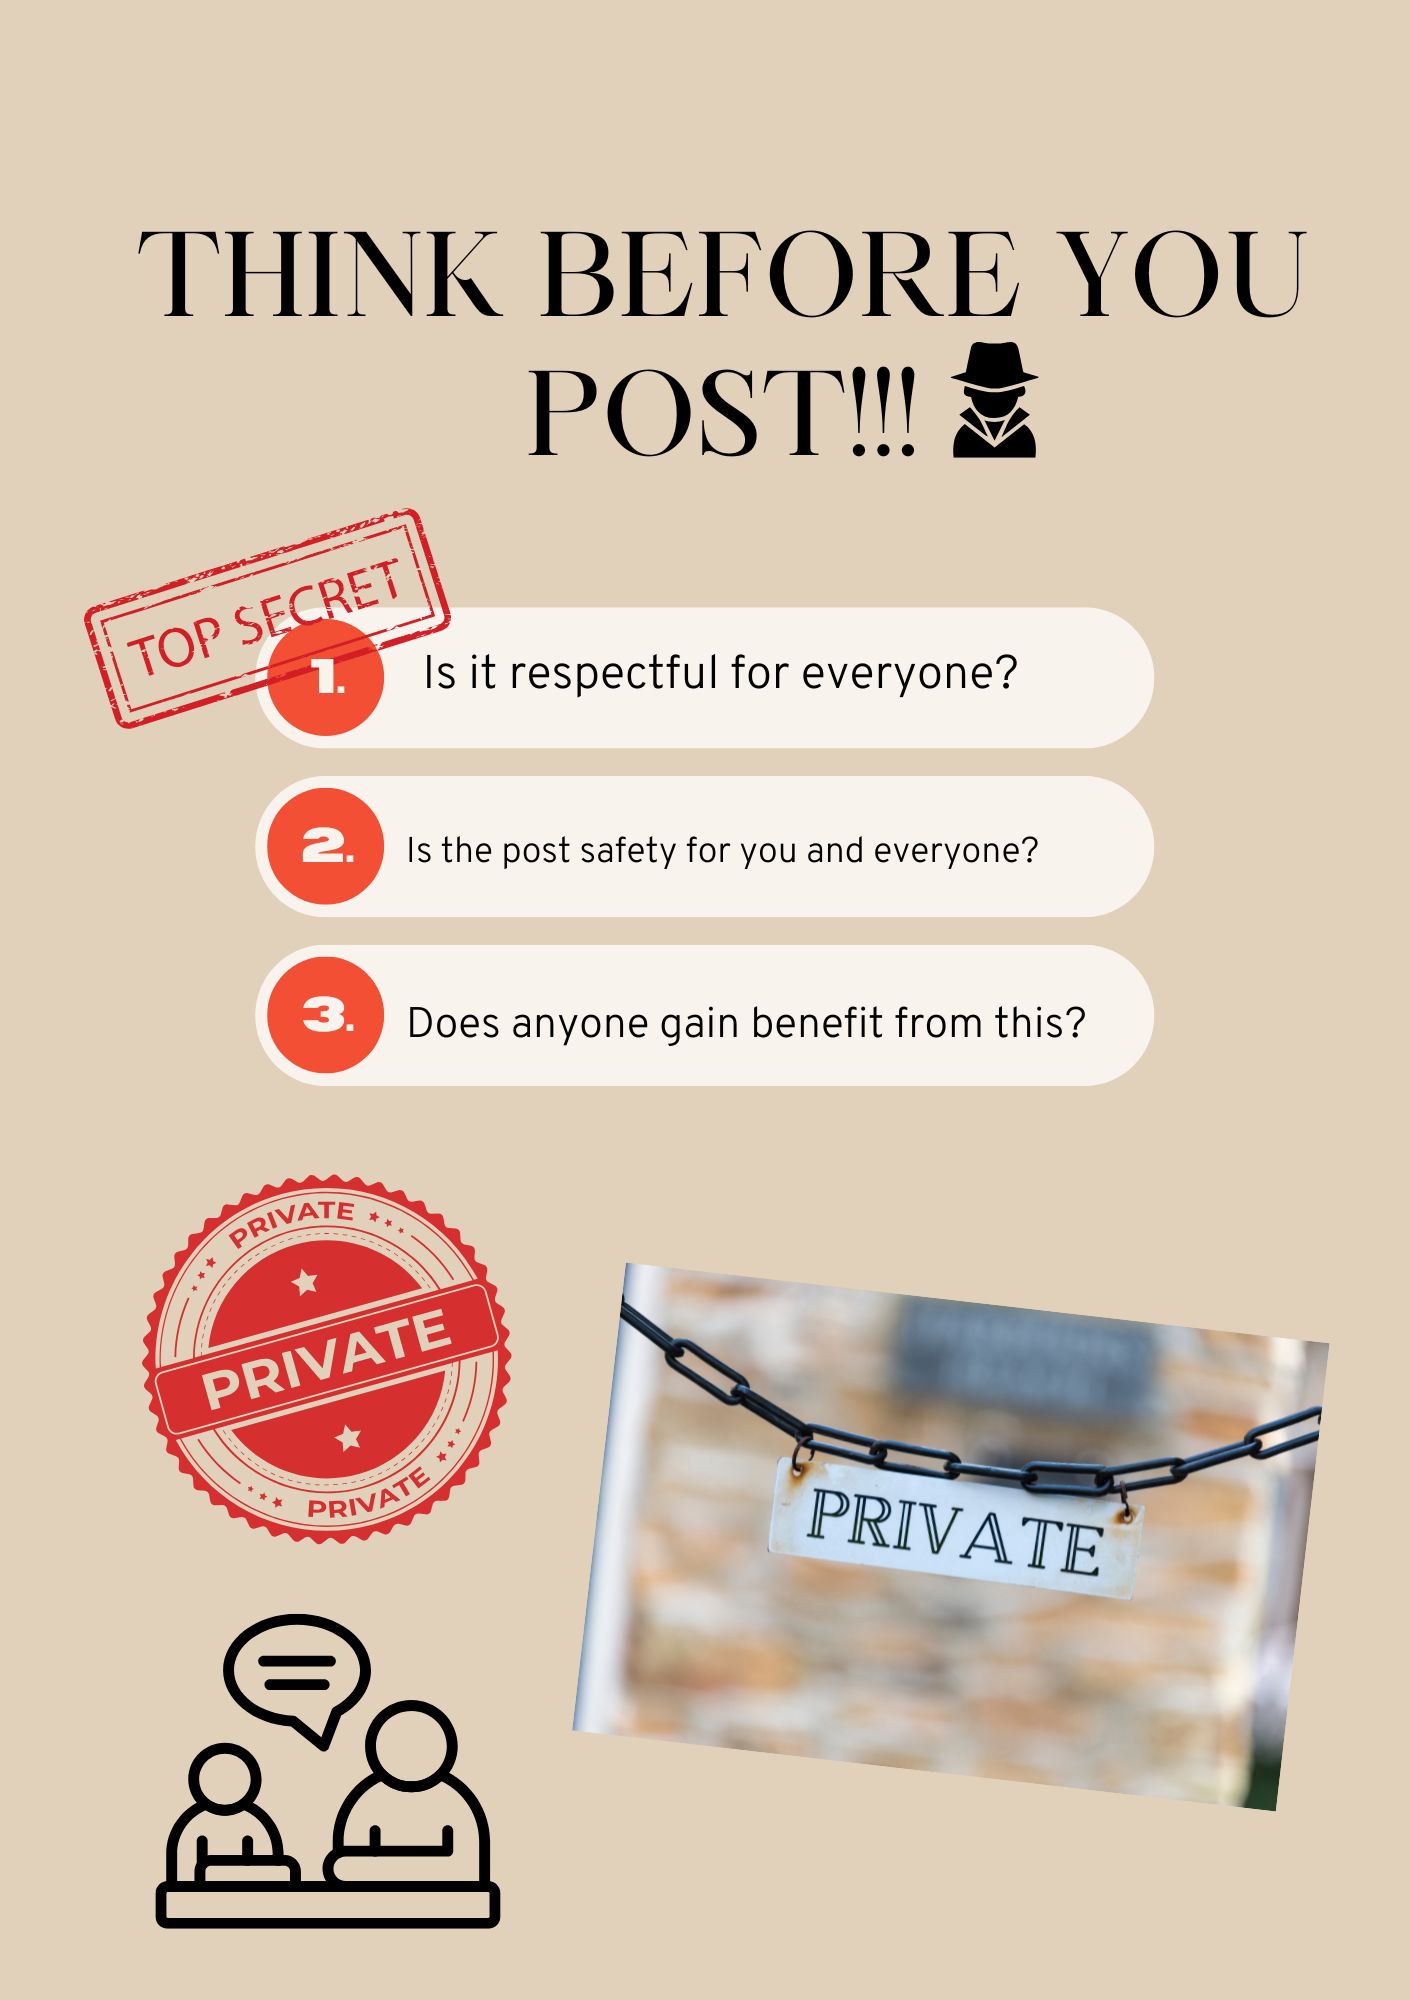 THINK BEFORE YOU
POST!!!
TOP SECRET
1.
Is it respectful for everyone?
2.
Is the post safety for you and everyone?
3.
Does anyone gain benefit from this?
PRIVATE
PRIVATE
PRIVATE
PRIVATE